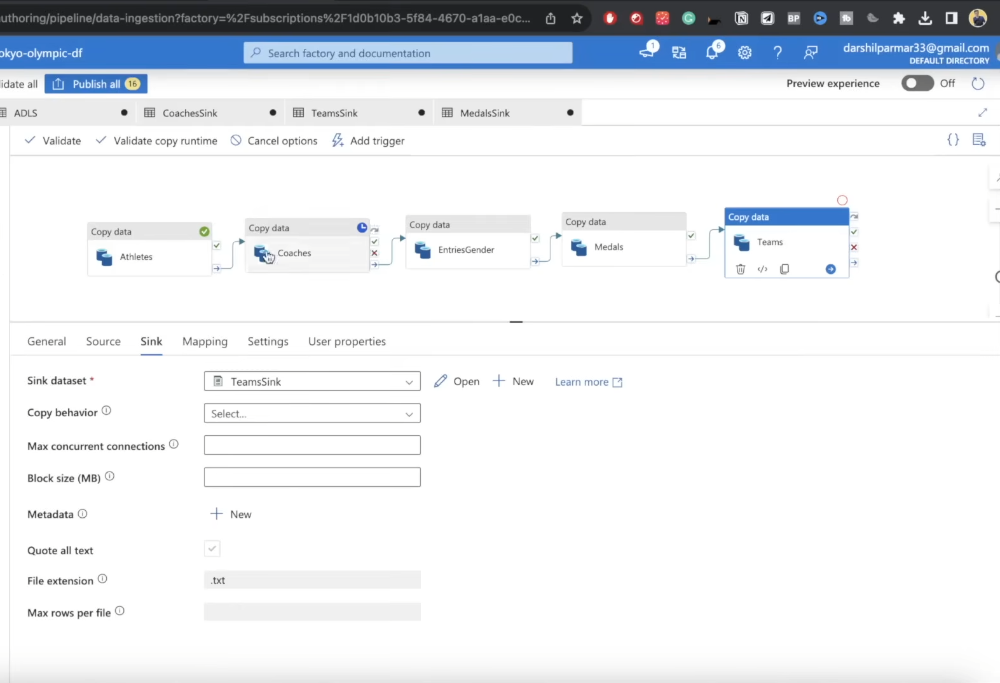 uthoring/pipeline/data-ingestion?factory=%2Fsubscriptions%2F1d0b10b3-5f84-4670-a1aa-e0c...
BP
tb
okyo-olympic-df
Search factory and documentation
1
6
darshilparmar33@gmail.com
DEFAULT DIRECTORY
idate all
Publish all 16
Preview experience
Off
ADLS
CoachesSink
TeamsSink
MedalsSink
Validate
Validate copy runtime
Cancel options
Add trigger
{}
Copy data
Athletes
Copy data
Coaches
Copy data
EntriesGender
Copy data
Medals
Copy data
Teams
General
Source
Sink
Mapping
Settings
User properties
Sink dataset *
TeamsSink
Open
New
Learn more
Copy behavior
Select...
Max concurrent connections
Block size (MB)
Metadata
New
Quote all text
File extension
.txt
Max rows per file